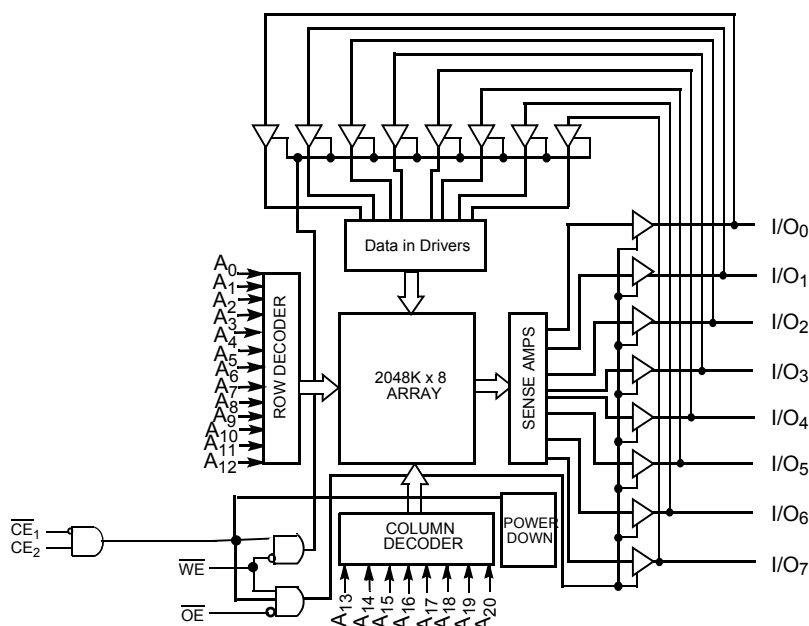 Data in Drivers
I/O0
I/O1
I/O2
I/O3
I/O4
I/O5
I/O6
I/O7
A0
A1
A2
A3
A4
A5
A6
A7
A8
A9
A10
A11
A12
ROW DECODER
2048K x 8
ARRAY
SENSE AMPS
COLUMN
DECODER
POWER
DOWN
CE1
CE2
WE
OE
A13
A14
A15
A16
A17
A18
A19
A20